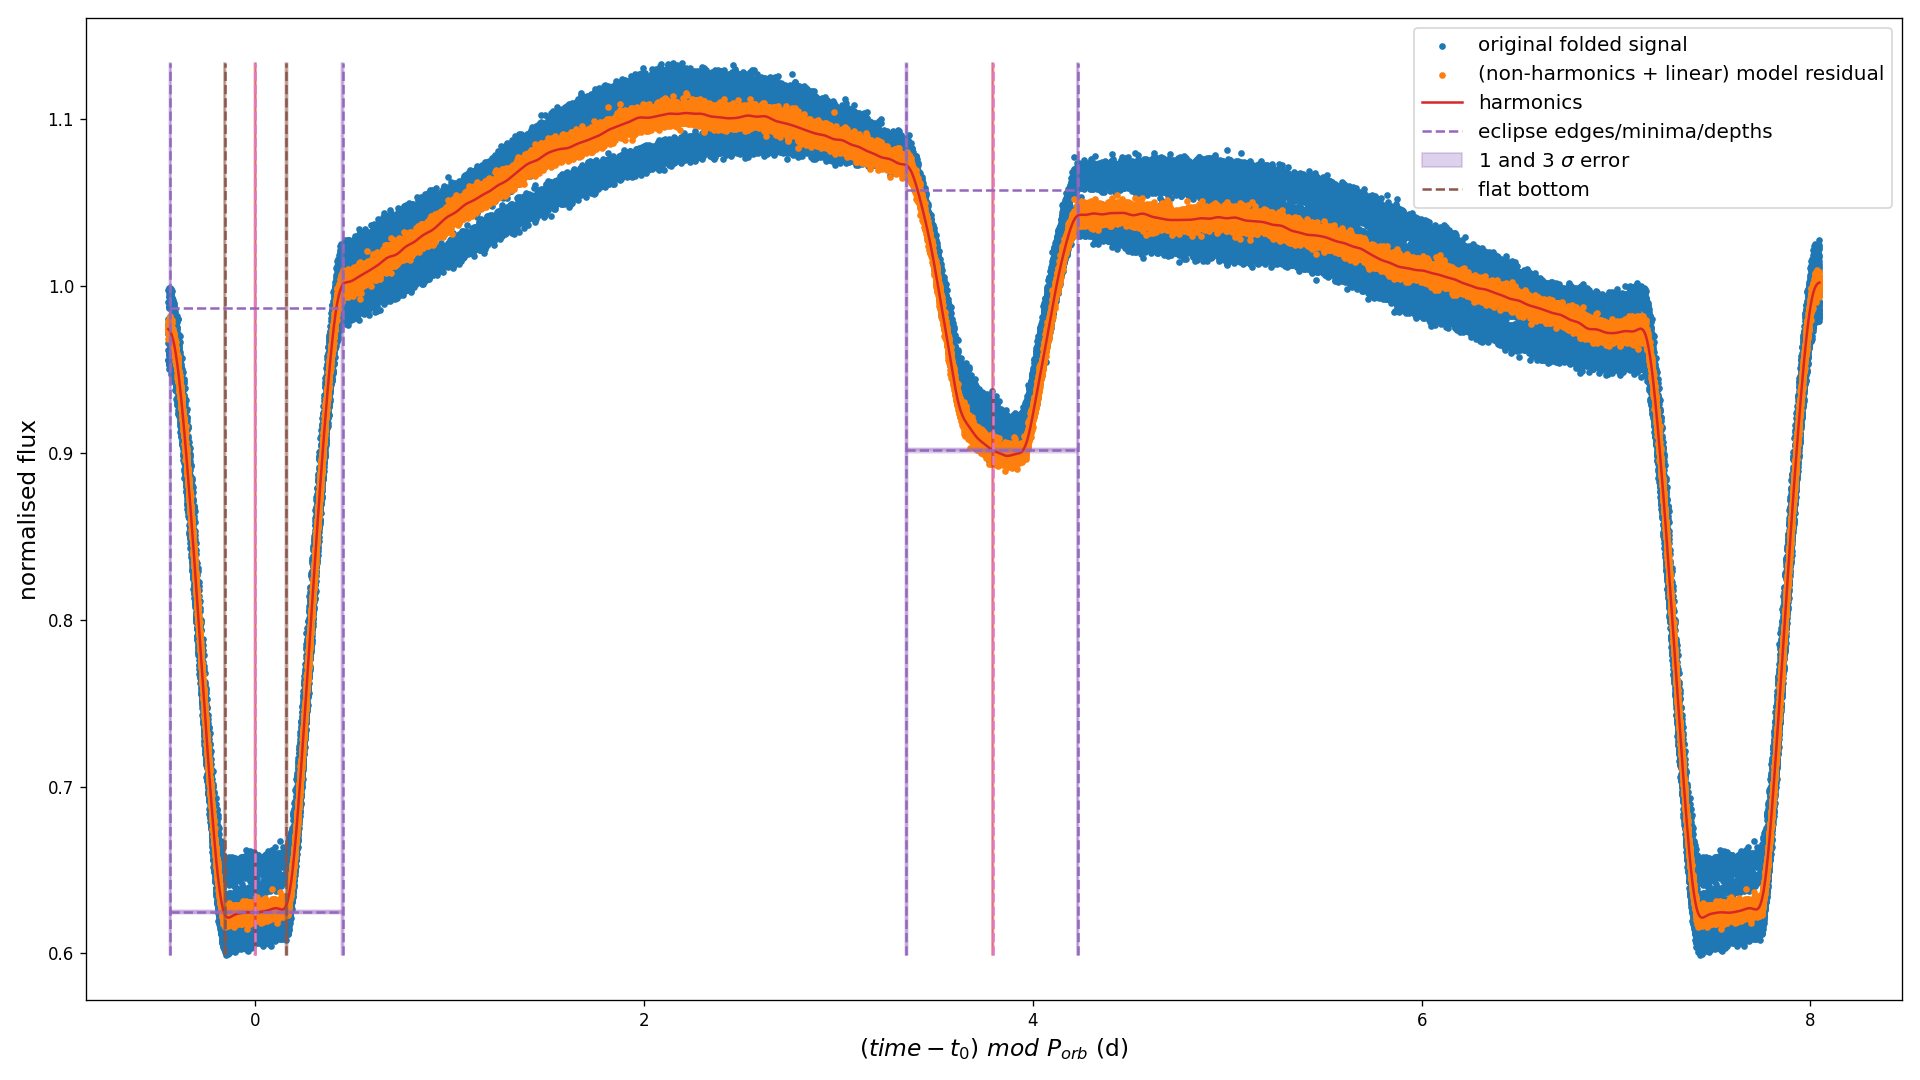 original folded signal
(non-harmonics + linear) model residual
harmonics
eclipse edges/minima/depths
1 and 3 σ error
flat bottom
normalised flux
1.1
1.0
0.9
0.8
0.7
0.6
0 2 4 6 8
(time − t₀) mod Pₒᵣb (d)